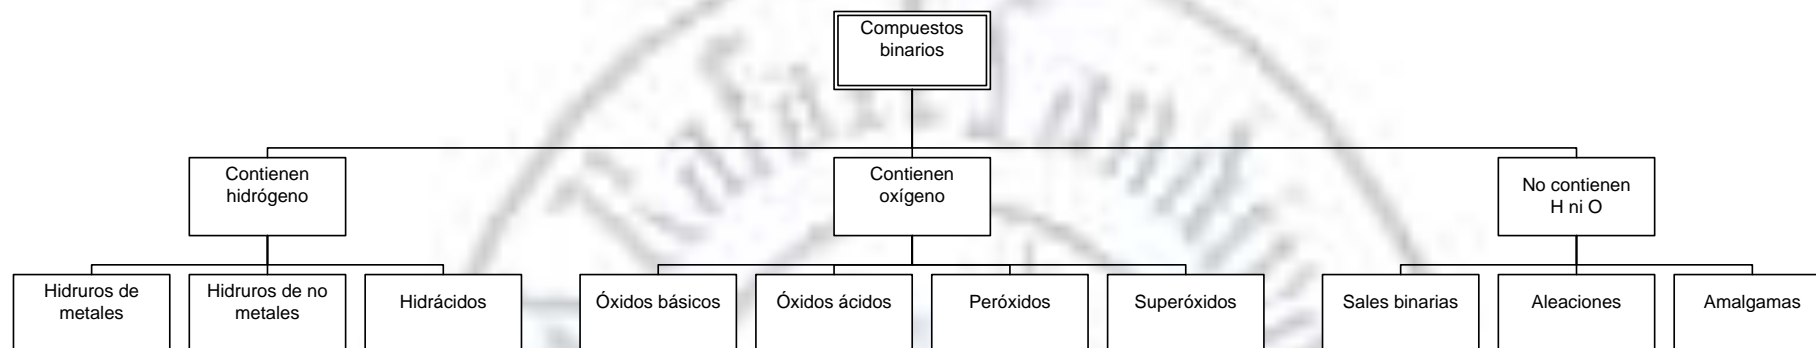 Compuestos
binarios
Contienen
hidrógeno
Contienen
oxígeno
No contienen
H ni O
Hidruros de
metales
Hidruros de no
metales
Hidrácidos
Óxidos básicos
Óxidos ácidos
Peróxidos
Superóxidos
Sales binarias
Aleaciones
Amalgamas